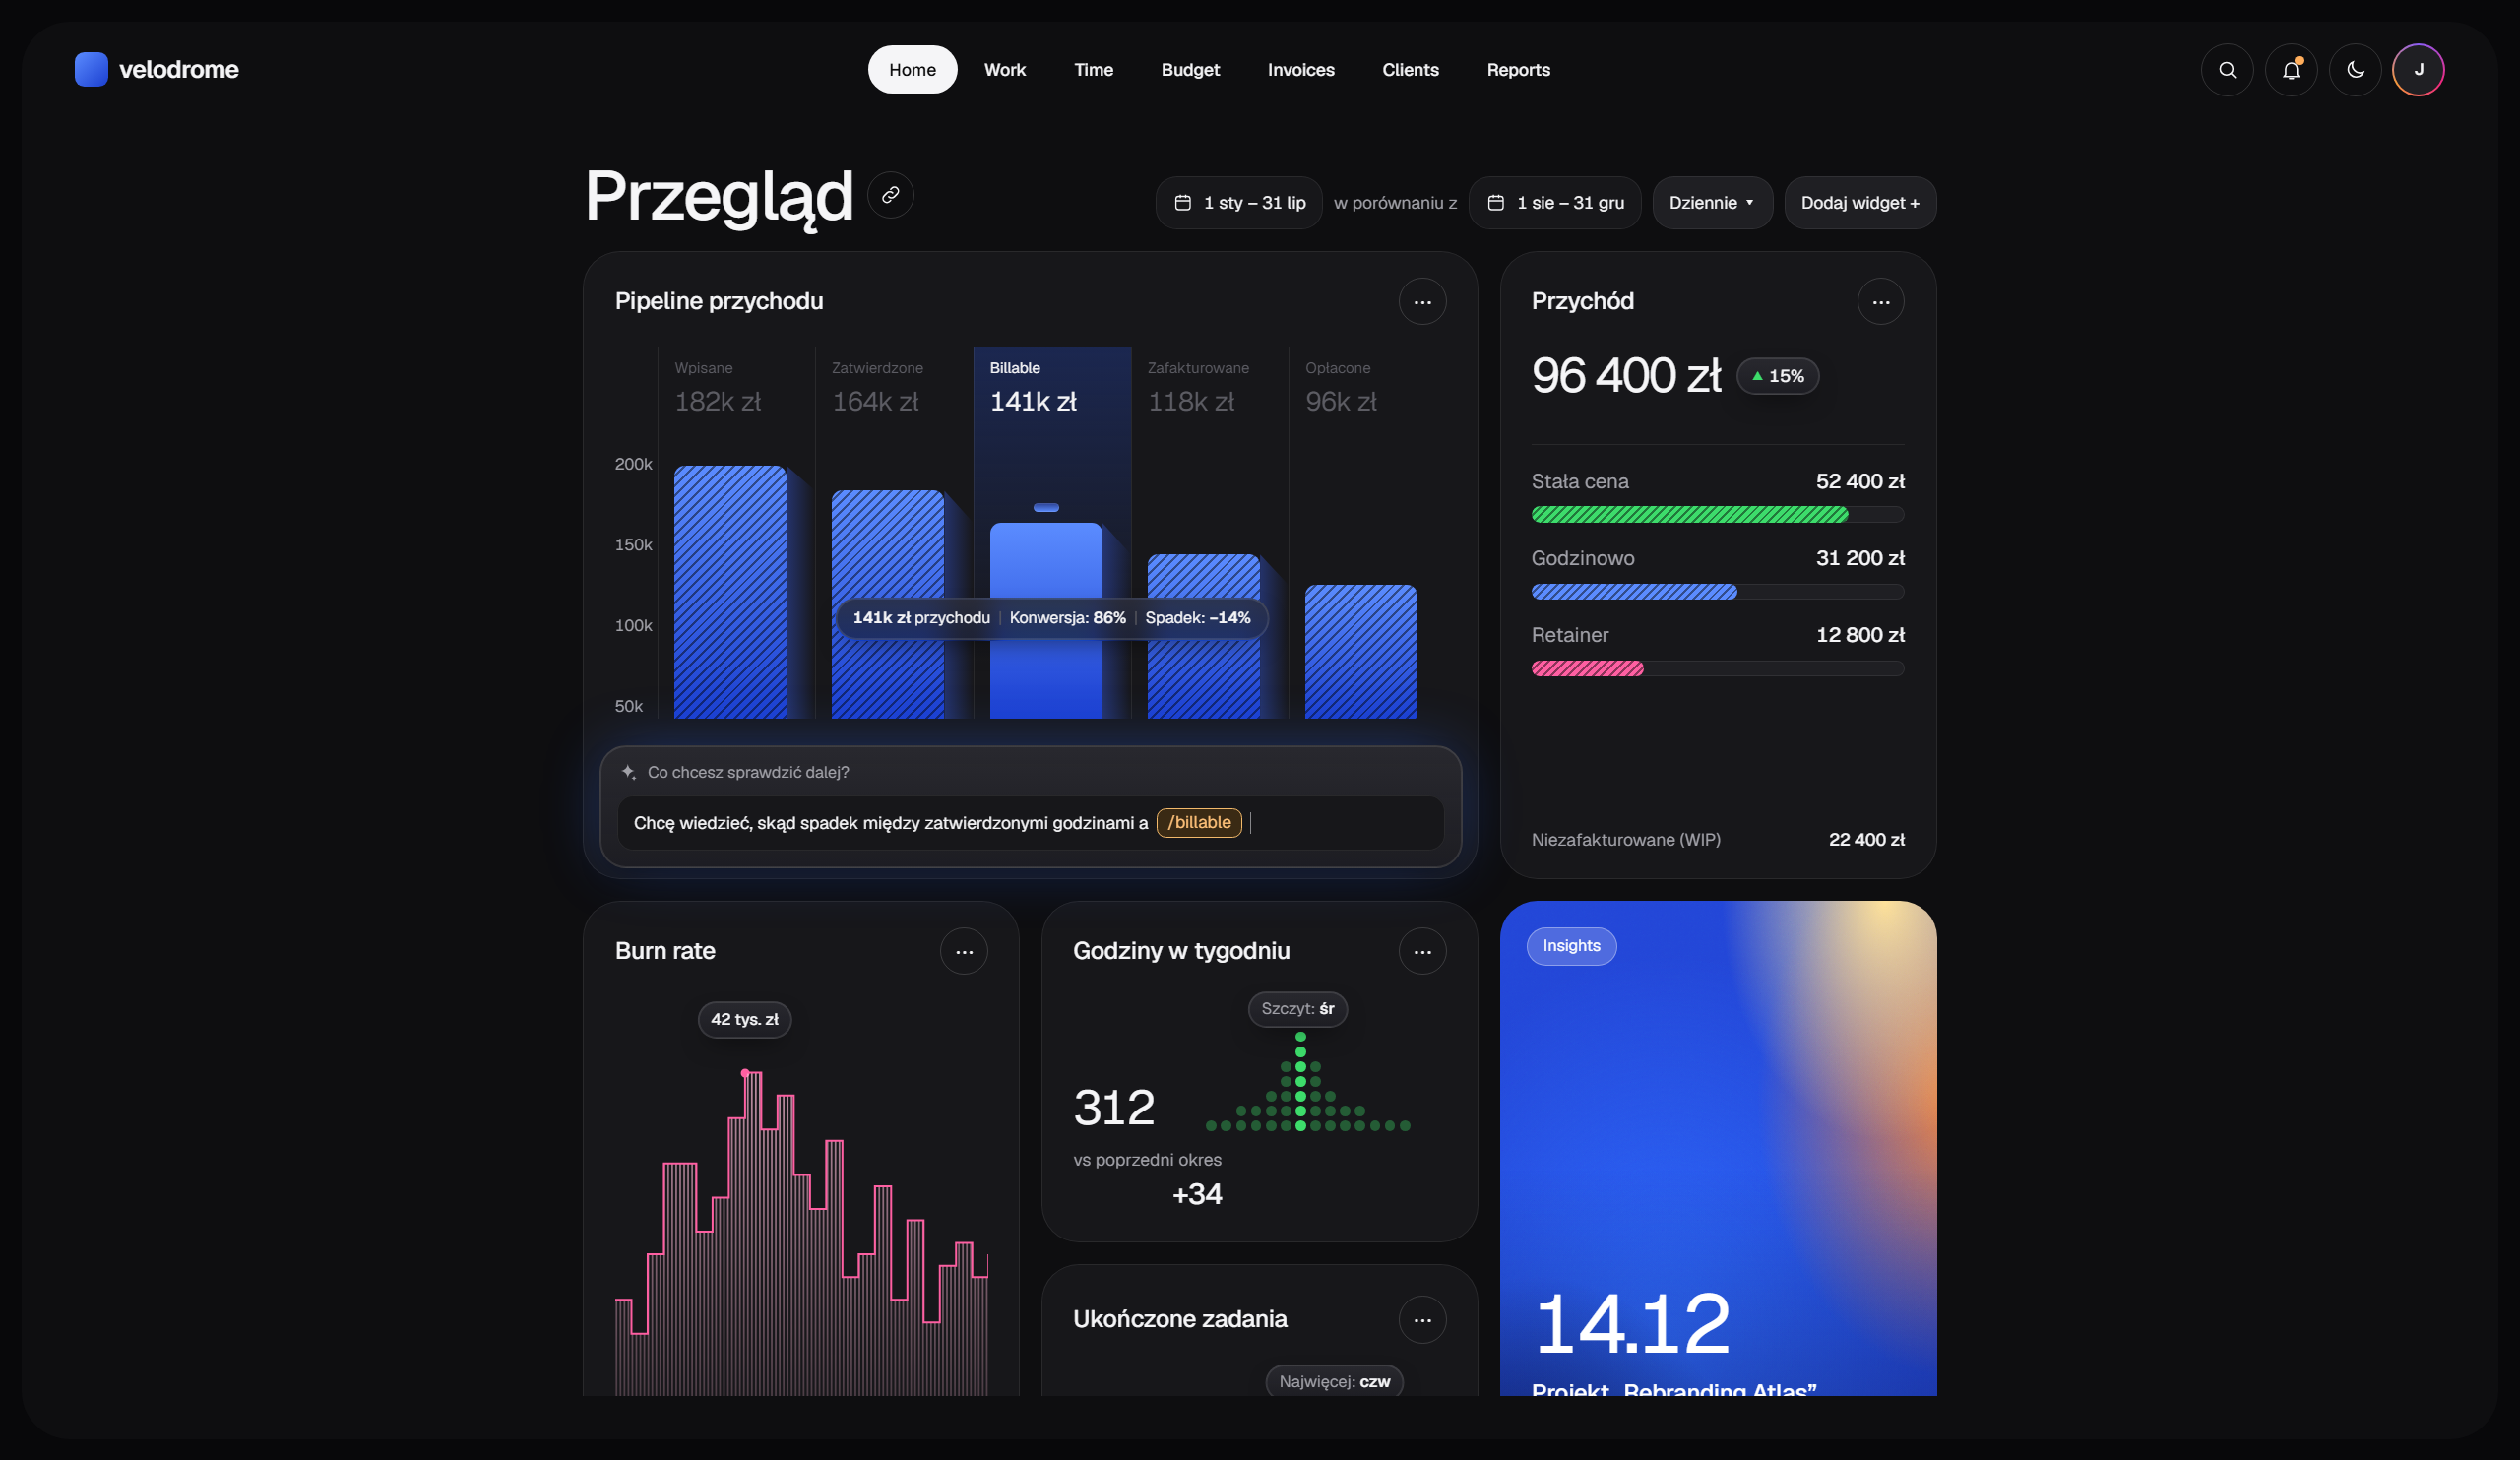 velodrome
Home Work Time Budget Invoices Clients Reports
J
Przegląd
1 sty – 31 lip w porównaniu z 1 sie – 31 gru Dziennie Dodaj widget +
Pipeline przychodu
Wpisane Zatwierdzone Billable Zafakturowane Opłacone
182k zł 164k zł 141k zł 118k zł 96k zł
200k
150k
100k
50k
141k zł przychodu | Konwersja: 86% | Spadek: –14%
Co chcesz sprawdzić dalej?
Chcę wiedzieć, skąd spadek między zatwierdzonymi godzinami a /billable
Przychód
96 400 zł 15%
Stała cena 52 400 zł
Godzinowo 31 200 zł
Retainer 12 800 zł
Niezafakturowane (WIP) 22 400 zł
Burn rate
42 tys. zł
Godziny w tygodniu
Szczyt: śr
312
vs poprzedni okres
+34
Ukończone zadania
Najwięcej: czw
Insights
14.12
Projekt „Rebranding Atlas”